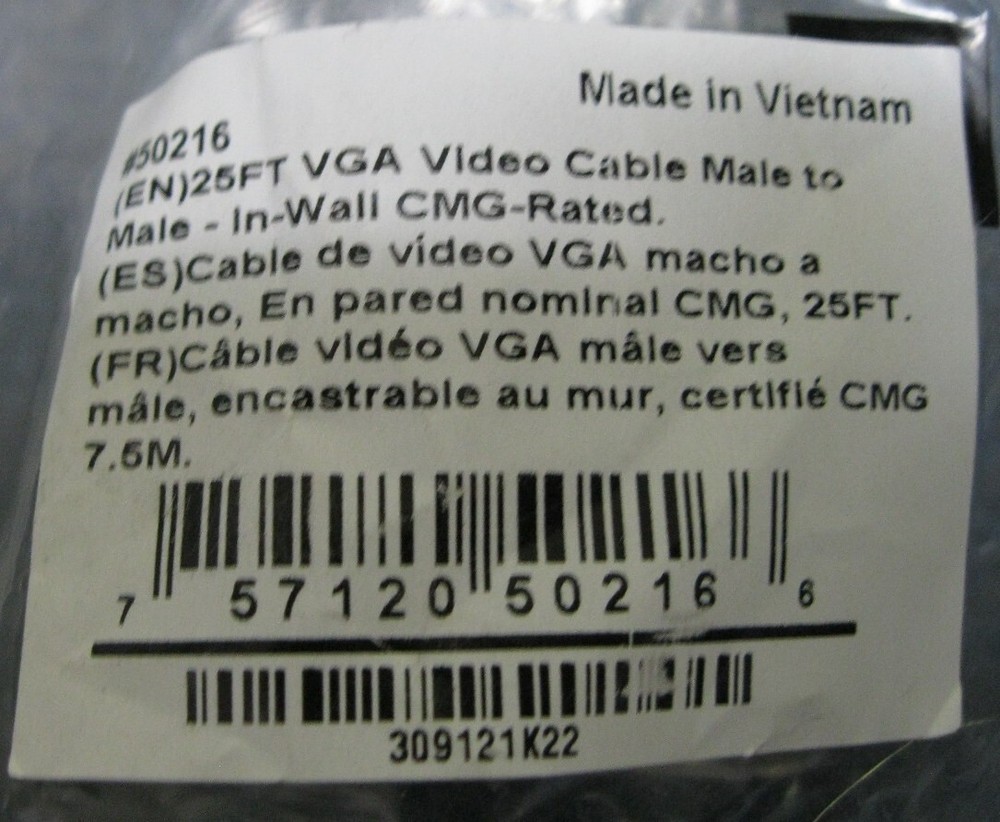 Made in Vietnam
#50216
(EN)25FT VGA Video Cable Male to
Male - In-Wall CMG-Rated.
(ES)Cable de vídeo VGA macho a
macho, En pared nominal CMG, 25FT.
(FR)Câble vidéo VGA mâle vers
mâle, encastrable au mur, certifié CMG
7.5M.
7 57120 50216 6
309121K22